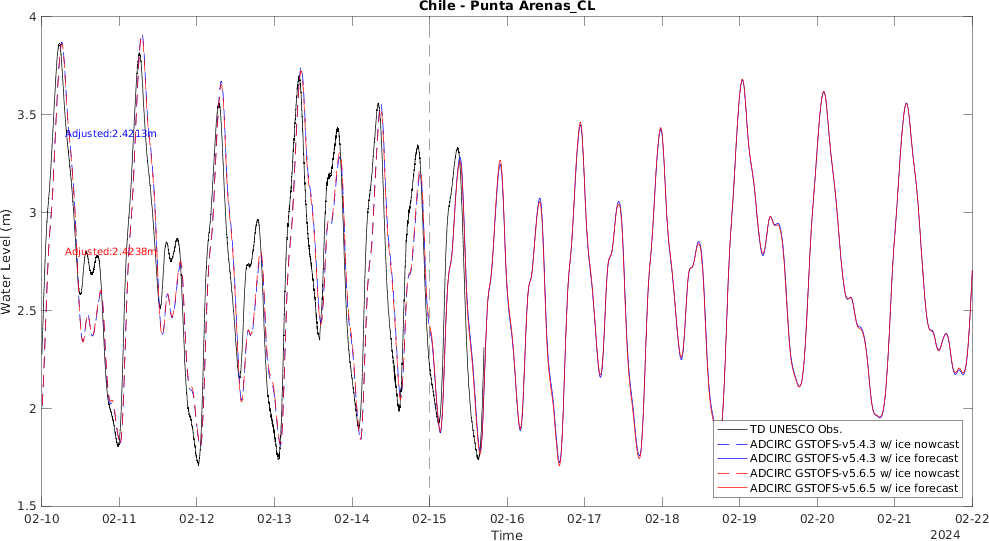 Chile - Punta Arenas_CL
Water Level (m)
4
3.5
3
2.5
2
1.5
Adjusted:2.4213m
Adjusted:2.4238m
TD UNESCO Obs.
ADCIRC GSTOFS-v5.4.3 w/ ice nowcast
ADCIRC GSTOFS-v5.4.3 w/ ice forecast
ADCIRC GSTOFS-v5.6.5 w/ ice nowcast
ADCIRC GSTOFS-v5.6.5 w/ ice forecast
02-10 02-11 02-12 02-13 02-14 02-15 02-16 02-17 02-18 02-19 02-20 02-21 02-22
Time
2024